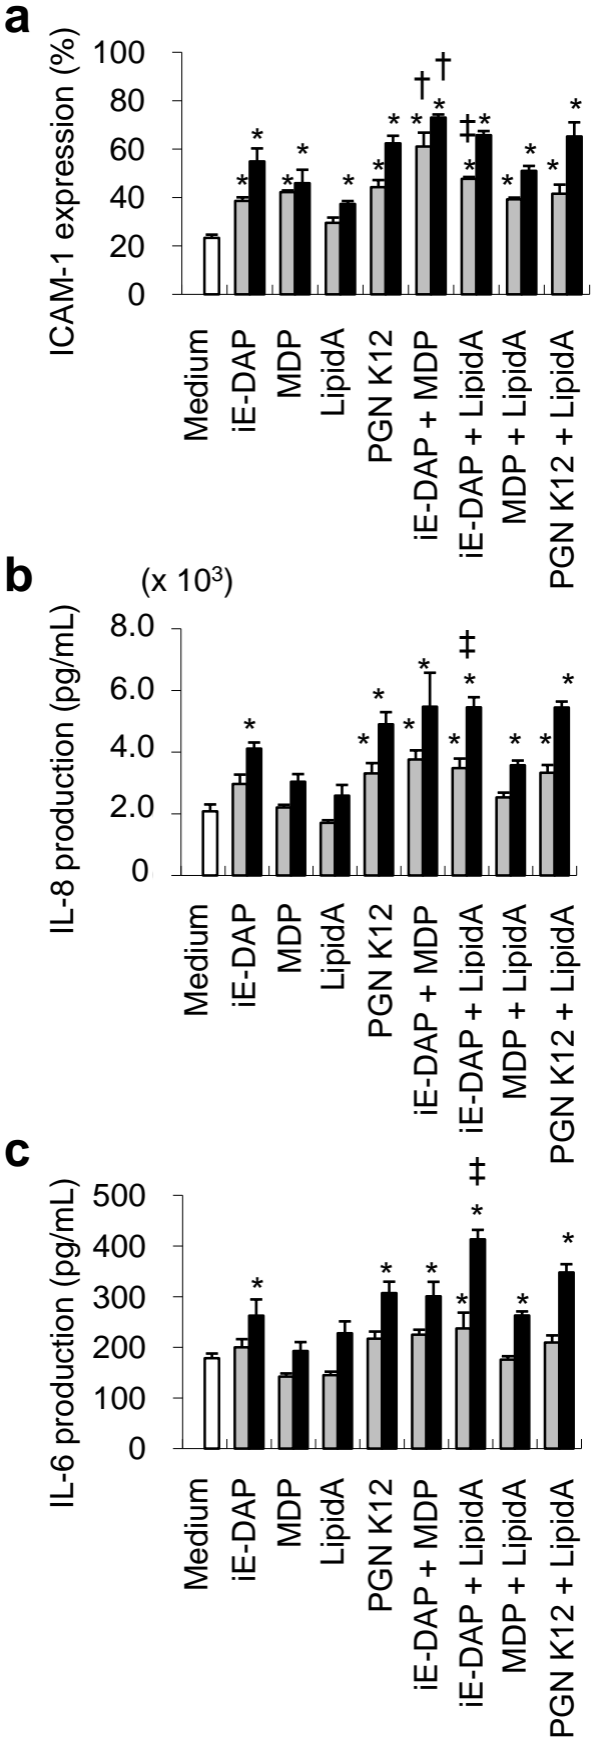 a
ICAM-1 expression (%)
100
80
60
40
20
0
* * * * * * * * † * † * ‡ * * * * *
Medium
iE-DAP
MDP
LipidA
PGN K12
iE-DAP + MDP
iE-DAP + LipidA
MDP + LipidA
PGN K12 + LipidA
b
(x 10³)
IL-8 production (pg/mL)
8.0
6.0
4.0
2.0
0
* * * * * * ‡ * * * *
Medium
iE-DAP
MDP
LipidA
PGN K12
iE-DAP + MDP
iE-DAP + LipidA
MDP + LipidA
PGN K12 + LipidA
c
IL-6 production (pg/mL)
500
400
300
200
100
0
* * * * ‡ * * *
Medium
iE-DAP
MDP
LipidA
PGN K12
iE-DAP + MDP
iE-DAP + LipidA
MDP + LipidA
PGN K12 + LipidA